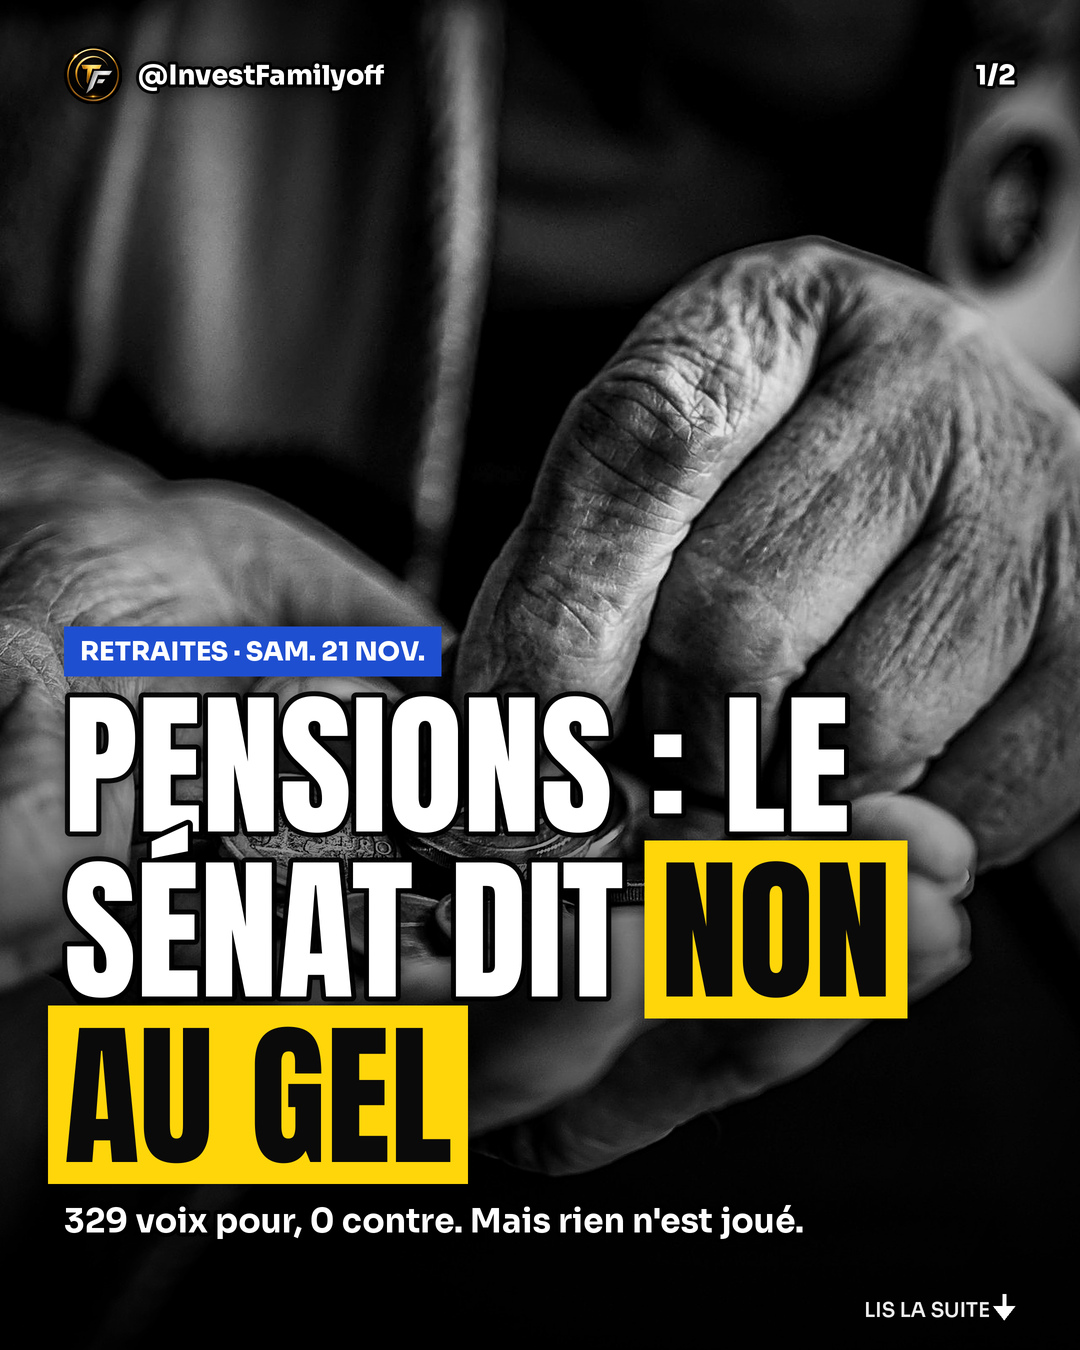 @InvestFamilyoff
1/2
RETRAITES · SAM. 21 NOV.
PENSIONS : LE
SÉNAT DIT NON
AU GEL
329 voix pour, 0 contre. Mais rien n'est joué.
LIS LA SUITE